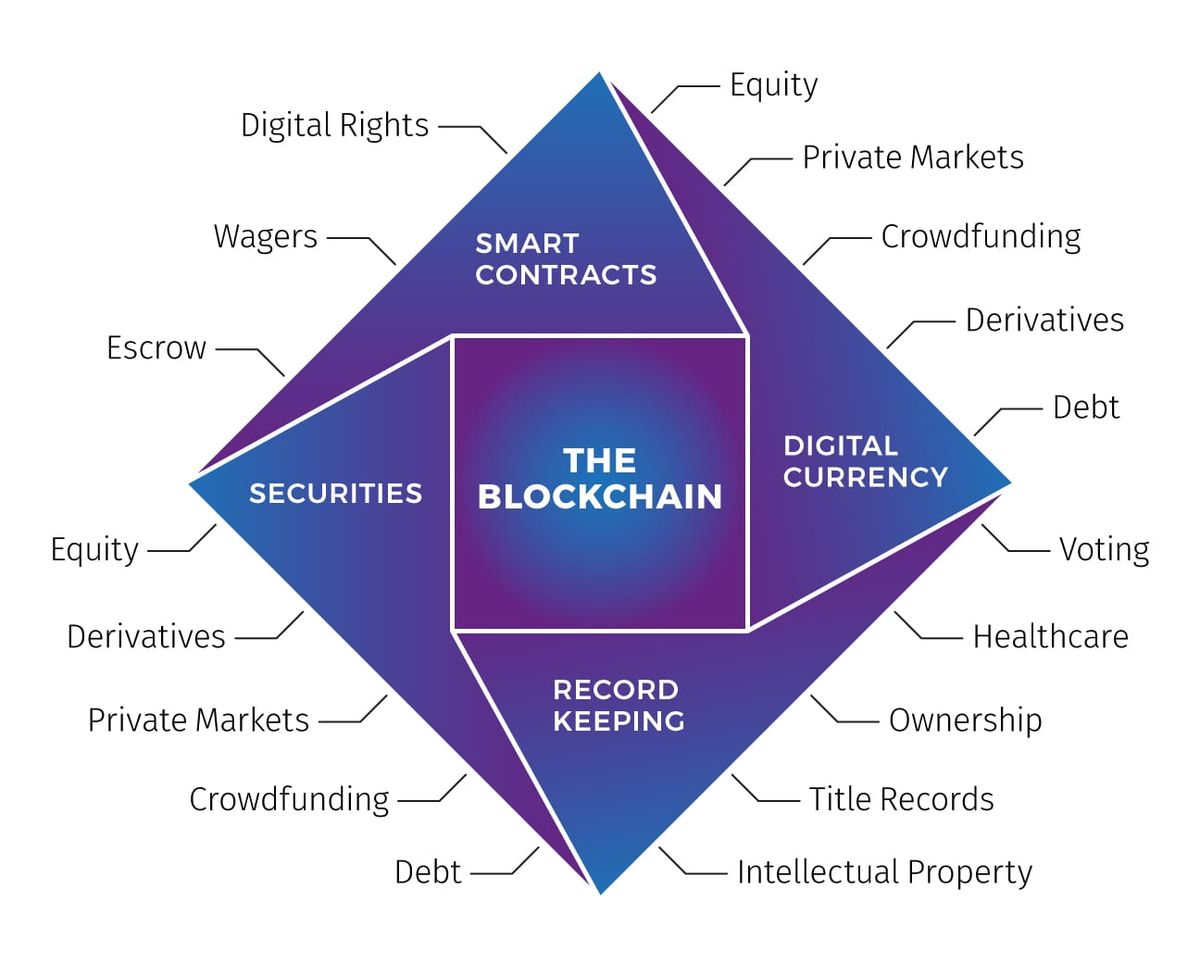 Equity
Digital Rights
Private Markets
Wagers
Crowdfunding
SMART
CONTRACTS
Derivatives
Escrow
Debt
DIGITAL
CURRENCY
THE
BLOCKCHAIN
SECURITIES
Equity
Voting
Derivatives
Healthcare
RECORD
KEEPING
Private Markets
Ownership
Crowdfunding
Title Records
Debt
Intellectual Property